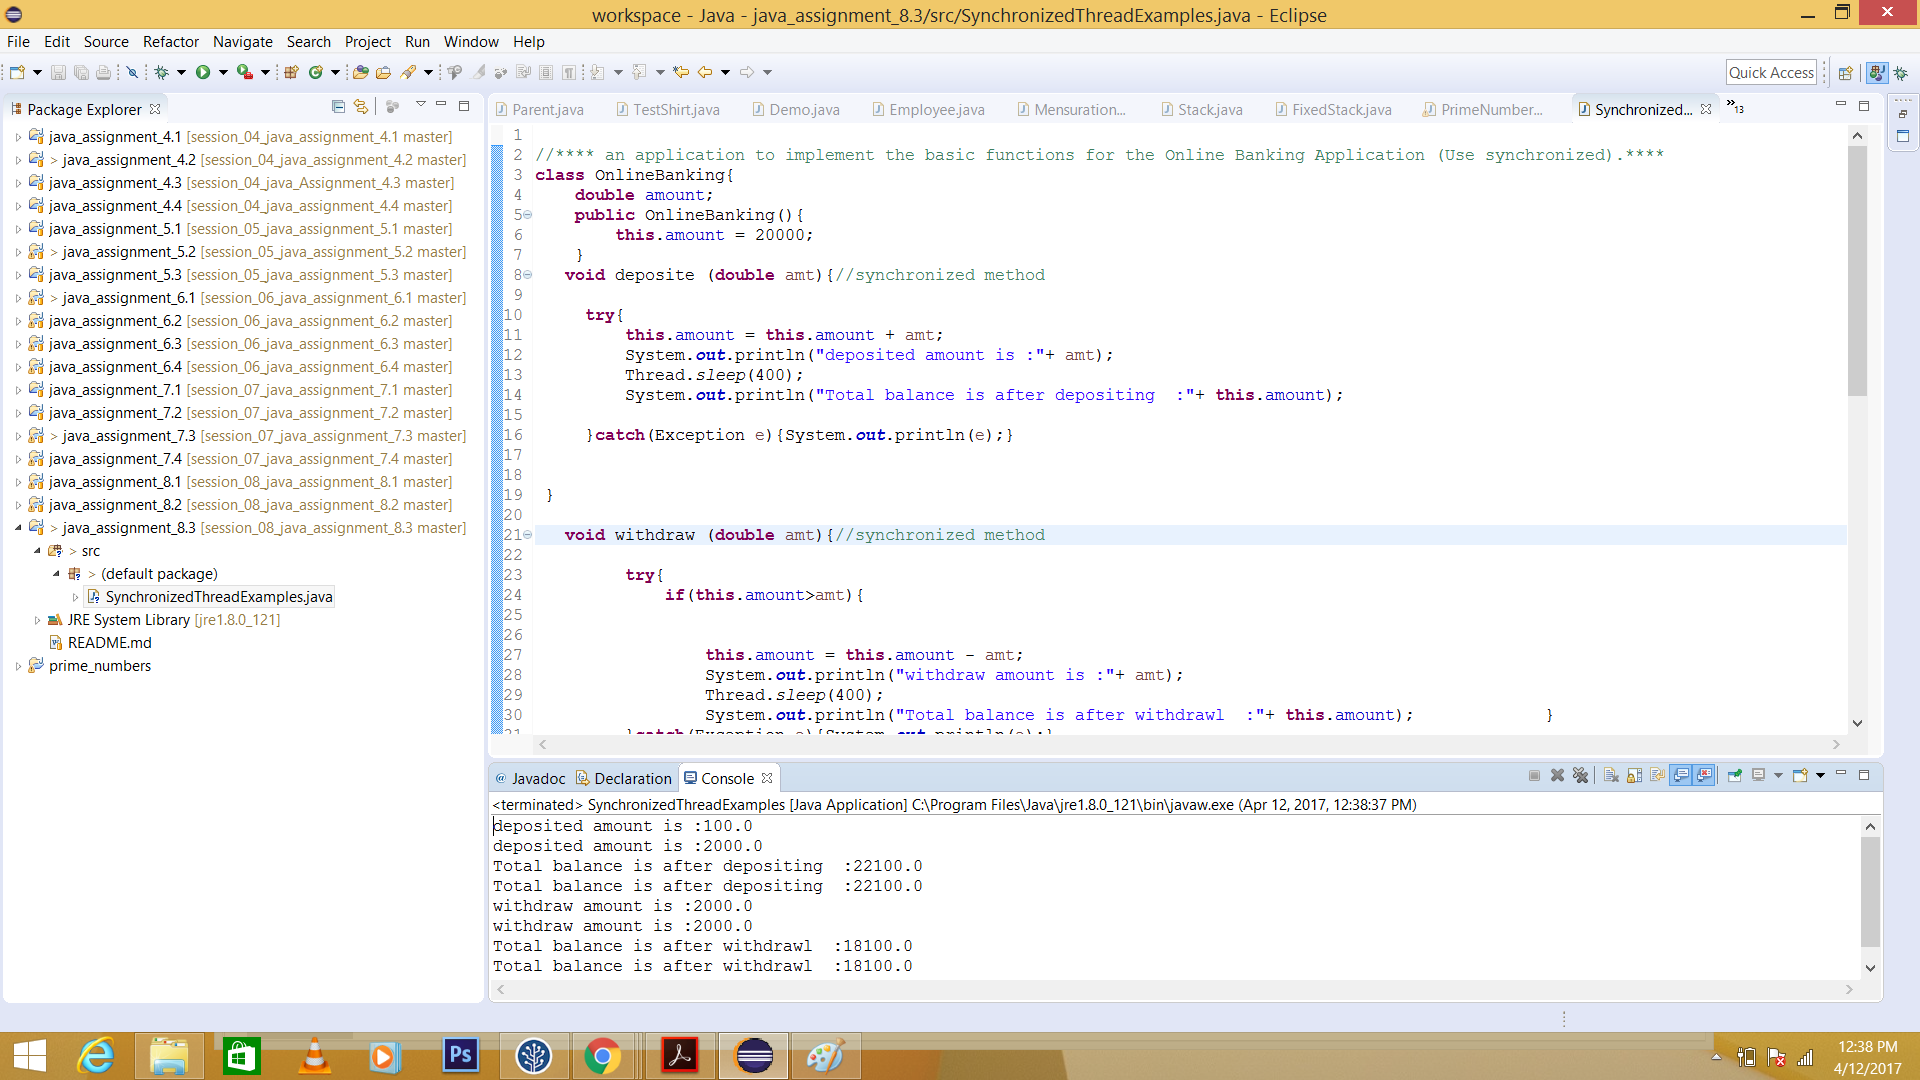 workspace - Java - java_assignment_8.3/src/SynchronizedThreadExamples.java - Eclipse
File Edit Source Refactor Navigate Search Project Run Window Help
Quick Access
Package Explorer
java_assignment_4.1 [session_04_java_assignment_4.1 master]
> java_assignment_4.2 [session_04_java_assignment_4.2 master]
java_assignment_4.3 [session_04_java_Assignment_4.3 master]
java_assignment_4.4 [session_04_java_assignment_4.4 master]
java_assignment_5.1 [session_05_java_assignment_5.1 master]
> java_assignment_5.2 [session_05_java_assignment_5.2 master]
java_assignment_5.3 [session_05_java_assignment_5.3 master]
> java_assignment_6.1 [session_06_java_assignment_6.1 master]
java_assignment_6.2 [session_06_java_assignment_6.2 master]
java_assignment_6.3 [session_06_java_assignment_6.3 master]
java_assignment_6.4 [session_06_java_assignment_6.4 master]
java_assignment_7.1 [session_07_java_assignment_7.1 master]
java_assignment_7.2 [session_07_java_assignment_7.2 master]
> java_assignment_7.3 [session_07_java_assignment_7.3 master]
java_assignment_7.4 [session_07_java_assignment_7.4 master]
java_assignment_8.1 [session_08_java_assignment_8.1 master]
java_assignment_8.2 [session_08_java_assignment_8.2 master]
> java_assignment_8.3 [session_08_java_assignment_8.3 master]
> src
> (default package)
SynchronizedThreadExamples.java
JRE System Library [jre1.8.0_121]
README.md
prime_numbers
Parent.java TestShirt.java Demo.java Employee.java Mensuration... Stack.java FixedStack.java PrimeNumber... Synchronized... »13
1
2 //**** an application to implement the basic functions for the Online Banking Application (Use synchronized).****
3 class OnlineBanking{
4 double amount;
5 public OnlineBanking(){
6 this.amount = 20000;
7 }
8 void deposite (double amt){//synchronized method
9
10 try{
11 this.amount = this.amount + amt;
12 System.out.println("deposited amount is :"+ amt);
13 Thread.sleep(400);
14 System.out.println("Total balance is after depositing  :"+ this.amount);
15
16 }catch(Exception e){System.out.println(e);}
17
18
19 }
20
21 void withdraw (double amt){//synchronized method
22
23 try{
24 if(this.amount>amt){
25
26
27 this.amount = this.amount - amt;
28 System.out.println("withdraw amount is :"+ amt);
29 Thread.sleep(400);
30 System.out.println("Total balance is after withdrawl  :"+ this.amount); }
31 }catch(Exception e){System.out.println(e);}
@ Javadoc Declaration Console
<terminated> SynchronizedThreadExamples [Java Application] C:\Program Files\Java\jre1.8.0_121\bin\javaw.exe (Apr 12, 2017, 12:38:37 PM)
deposited amount is :100.0
deposited amount is :2000.0
Total balance is after depositing  :22100.0
Total balance is after depositing  :22100.0
withdraw amount is :2000.0
withdraw amount is :2000.0
Total balance is after withdrawl  :18100.0
Total balance is after withdrawl  :18100.0
Ps
12:38 PM
4/12/2017